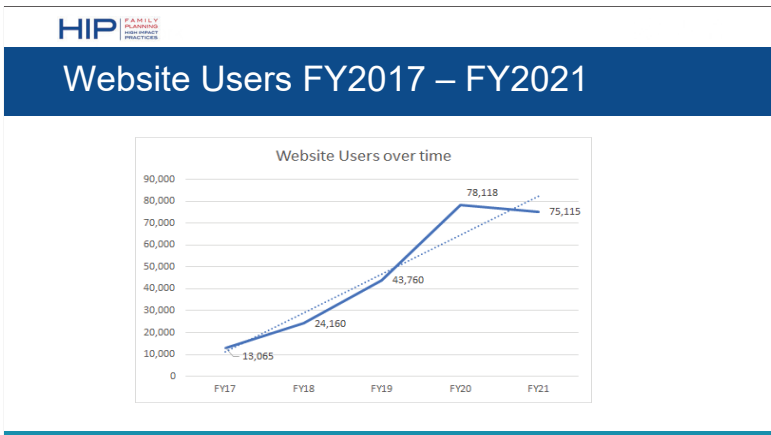 HIP
FAMILY
PLANNING
HIGH IMPACT
PRACTICES
Website Users FY2017 – FY2021
Website Users over time
90,000
80,000
70,000
60,000
50,000
40,000
30,000
20,000
10,000
0
13,065
24,160
43,760
78,118
75,115
FY17 FY18 FY19 FY20 FY21